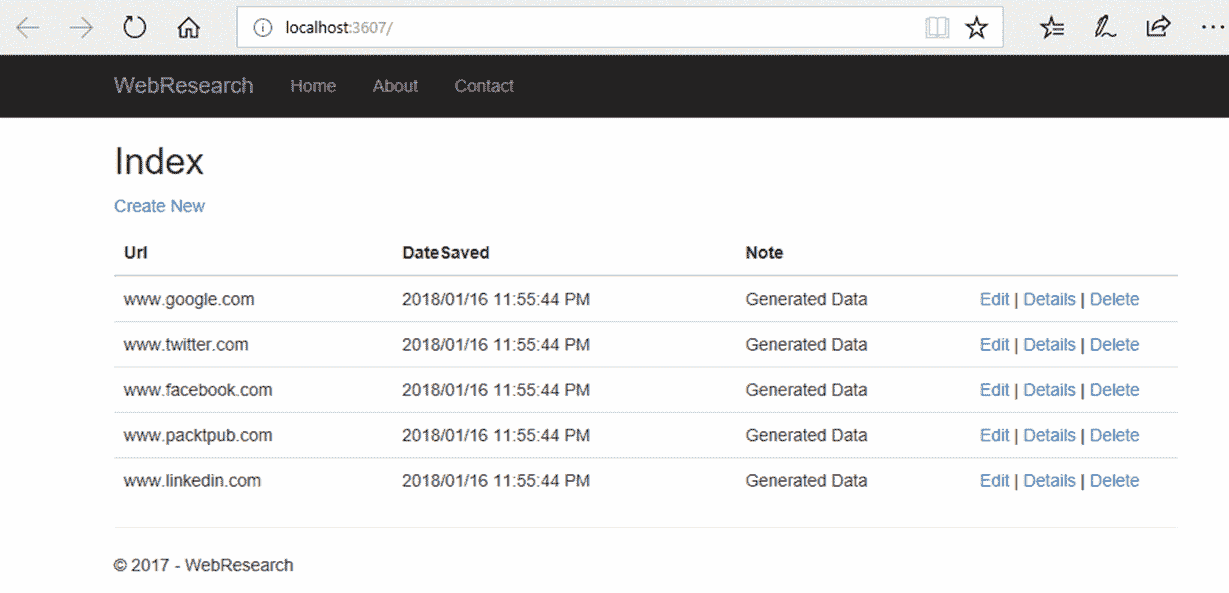 localhost:3607/
WebResearch Home About Contact
Index
Create New
Url DateSaved Note
www.google.com 2018/01/16 11:55:44 PM Generated Data Edit | Details | Delete
www.twitter.com 2018/01/16 11:55:44 PM Generated Data Edit | Details | Delete
www.facebook.com 2018/01/16 11:55:44 PM Generated Data Edit | Details | Delete
www.packtpub.com 2018/01/16 11:55:44 PM Generated Data Edit | Details | Delete
www.linkedin.com 2018/01/16 11:55:44 PM Generated Data Edit | Details | Delete
© 2017 - WebResearch